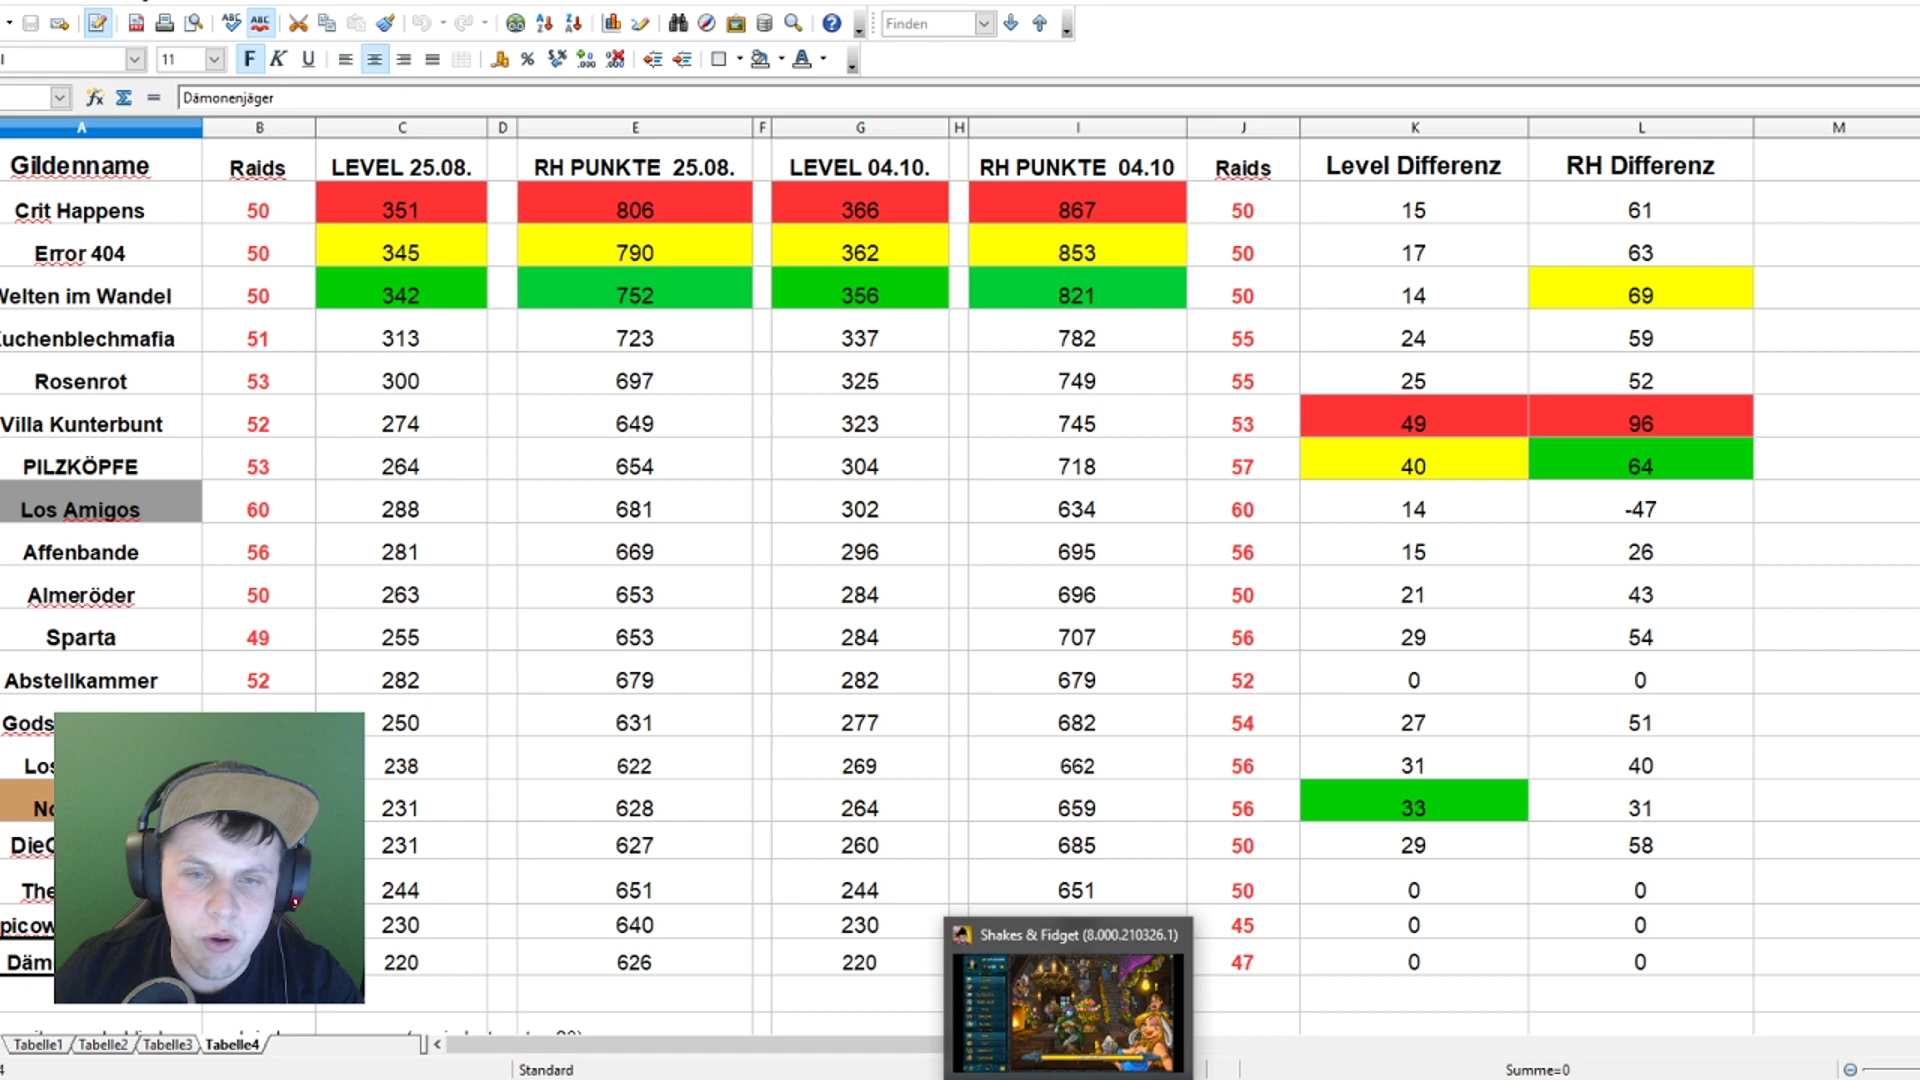 Finden
11
F K U
Dämonenjäger
A B C D E F G H I J K L M
Gildenname Raids LEVEL 25.08. RH PUNKTE 25.08. LEVEL 04.10. RH PUNKTE 04.10 Raids Level Differenz RH Differenz
Crit Happens 50 351 806 366 867 50 15 61
Error 404 50 345 790 362 853 50 17 63
Welten im Wandel 50 342 752 356 821 50 14 69
uchenblechmafia 51 313 723 337 782 55 24 59
Rosenrot 53 300 697 325 749 55 25 52
Villa Kunterbunt 52 274 649 323 745 53 49 96
PILZKÖPFE 53 264 654 304 718 57 40 64
Los Amigos 60 288 681 302 634 60 14 -47
Affenbande 56 281 669 296 695 56 15 26
Almeröder 50 263 653 284 696 50 21 43
Sparta 49 255 653 284 707 56 29 54
Abstellkammer 52 282 679 282 679 52 0 0
Gods 250 631 277 682 54 27 51
Los 238 622 269 662 56 31 40
No 231 628 264 659 56 33 31
Die 231 627 260 685 50 29 58
The 244 651 244 651 50 0 0
picow 230 640 230 45 0 0
Däm 220 626 220 47 0 0
Shakes & Fidget (8.000.210326.1)
Tabelle1 Tabelle2 Tabelle3 Tabelle4
Standard Summe=0